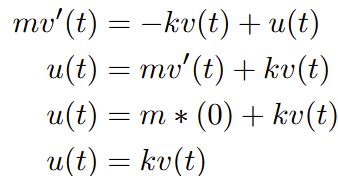 mv′(t) = −kv(t) + u(t)
u(t) = mv′(t) + kv(t)
u(t) = m ∗ (0) + kv(t)
u(t) = kv(t)